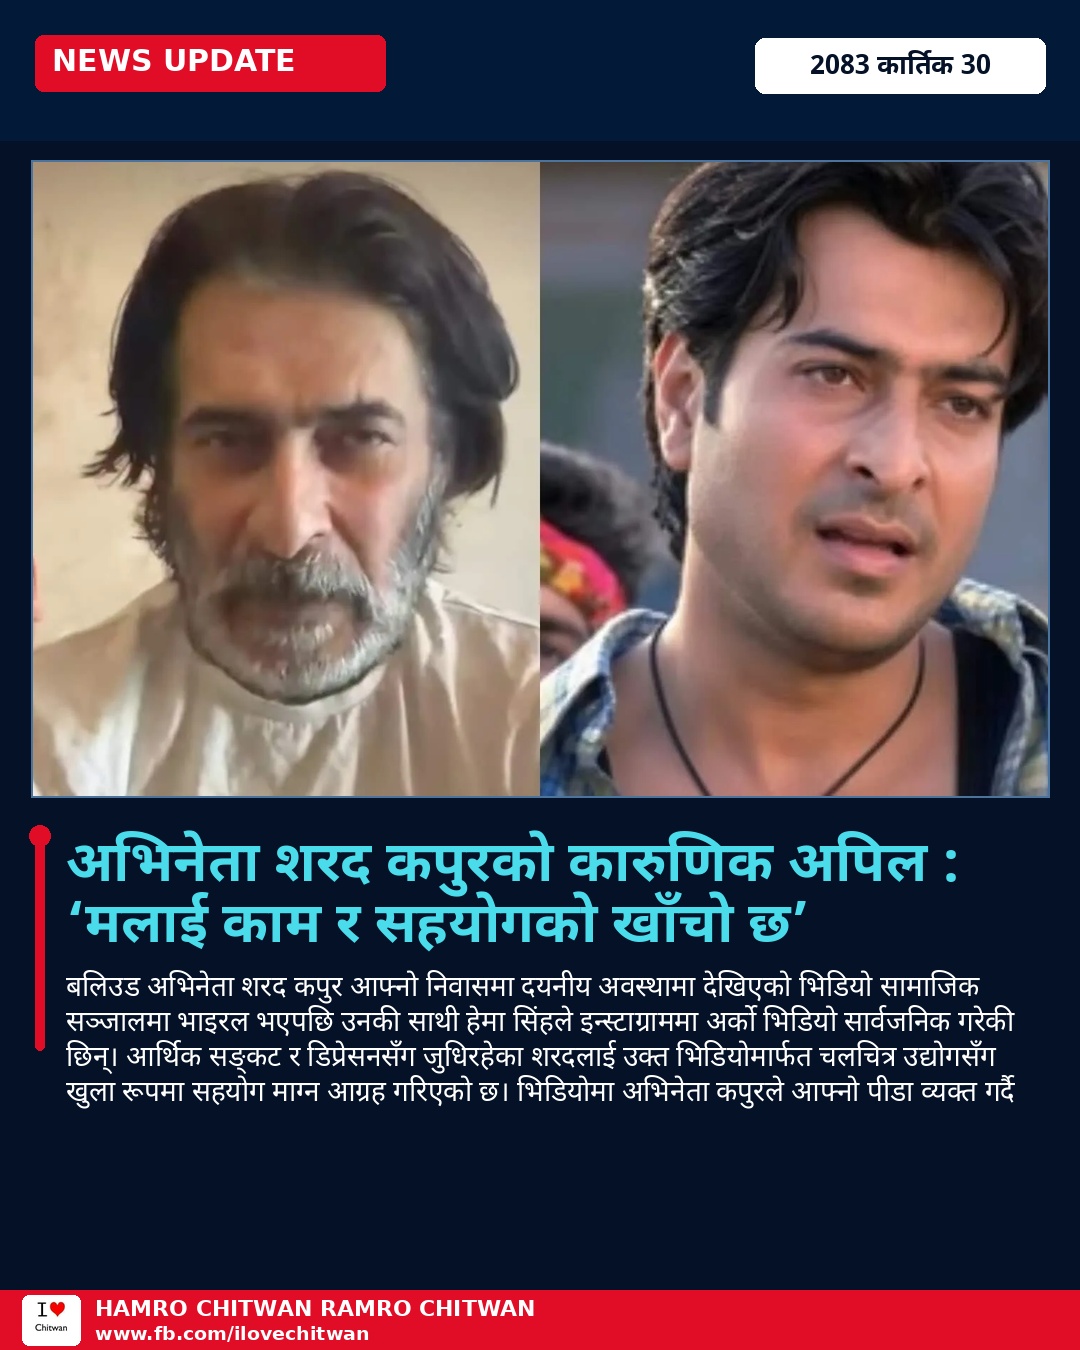 NEWS UPDATE
2083 कार्तिक 30
अभिनेता शरद कपुरको कारुणिक अपिल :
‘मलाई काम र सहयोगको खाँचो छ’
बलिउड अभिनेता शरद कपुर आफ्नो निवासमा दयनीय अवस्थामा देखिएको भिडियो सामाजिक
सञ्जालमा भाइरल भएपछि उनकी साथी हेमा सिंहले इन्स्टाग्राममा अर्को भिडियो सार्वजनिक गरेकी
छिन्। आर्थिक सङ्कट र डिप्रेसनसँग जुधिरहेका शरदलाई उक्त भिडियोमार्फत चलचित्र उद्योगसँग
खुला रूपमा सहयोग माग्न आग्रह गरिएको छ। भिडियोमा अभिनेता कपुरले आफ्नो पीडा व्यक्त गर्दै
I♥
Chitwan
HAMRO CHITWAN RAMRO CHITWAN
www.fb.com/ilovechitwan